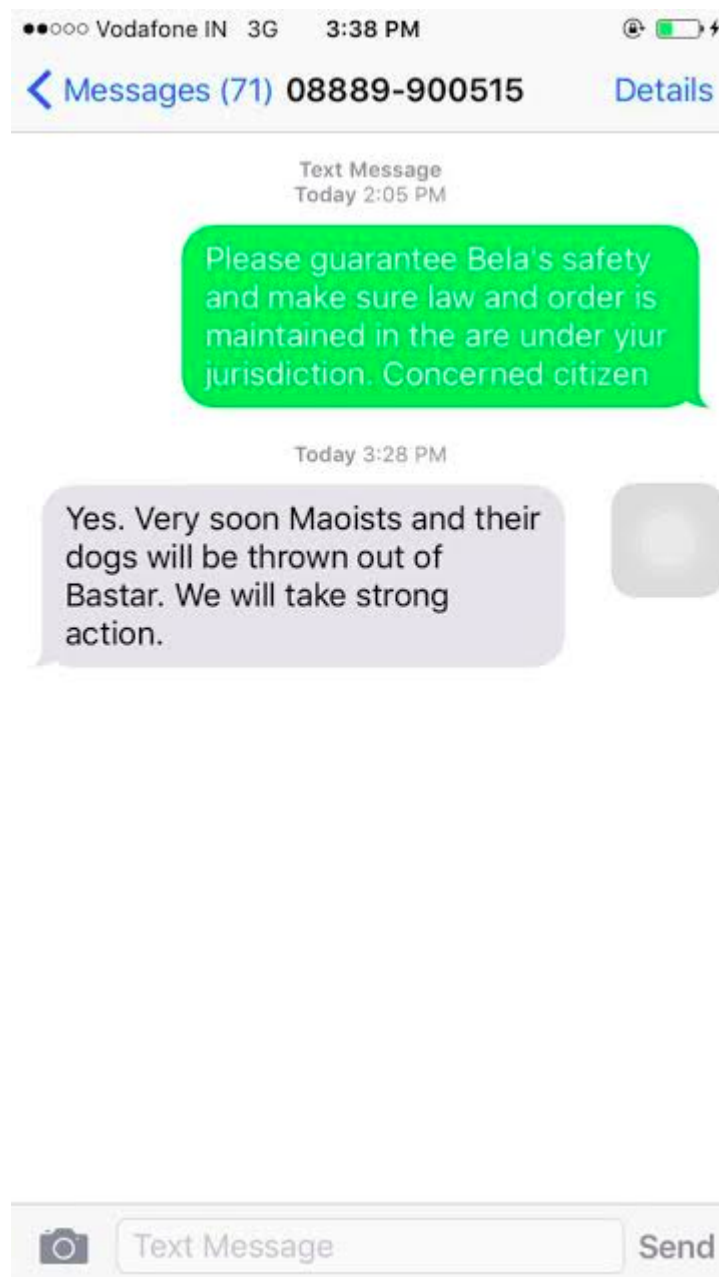 Vodafone IN 3G 3:38 PM
Messages (71) 08889-900515 Details
Text Message
Today 2:05 PM
Please guarantee Bela's safety
and make sure law and order is
maintained in the are under yiur
jurisdiction. Concerned citizen
Today 3:28 PM
Yes. Very soon Maoists and their
dogs will be thrown out of
Bastar. We will take strong
action.
Text Message Send